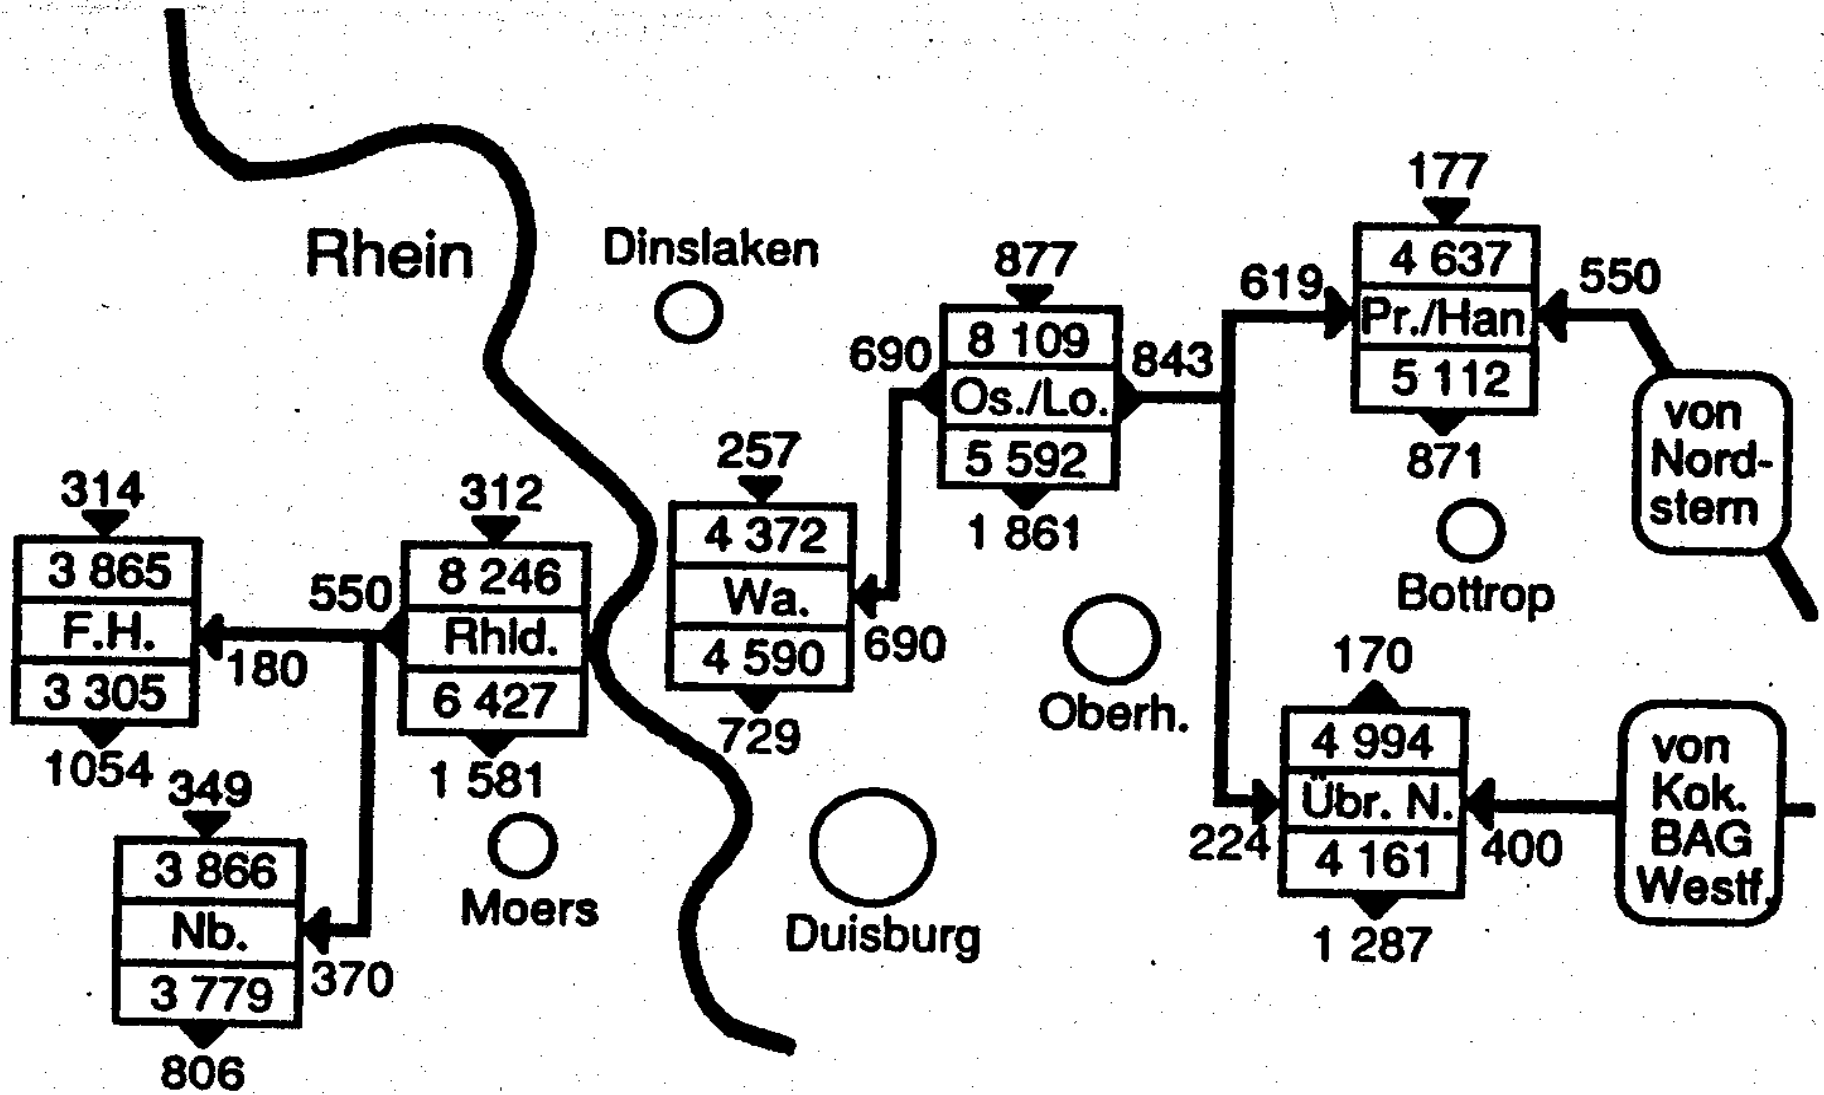 Rhein
Dinslaken
177
4 637
Pr./Han
5 112
871
619
550
877
8 109
Os./Lo.
5 592
1 861
690
843
von
Nord-
stern
Bottrop
257
4 372
Wa.
4 590
729
690
314
3 865
F.H.
3 305
1054
180
550
312
8 246
Rhld.
6 427
1 581
Oberh.
170
4 994
Übr. N.
4 161
1 287
224
400
von
Kok.
BAG
Westf.
349
3 866
Nb.
3 779
806
370
Moers
Duisburg